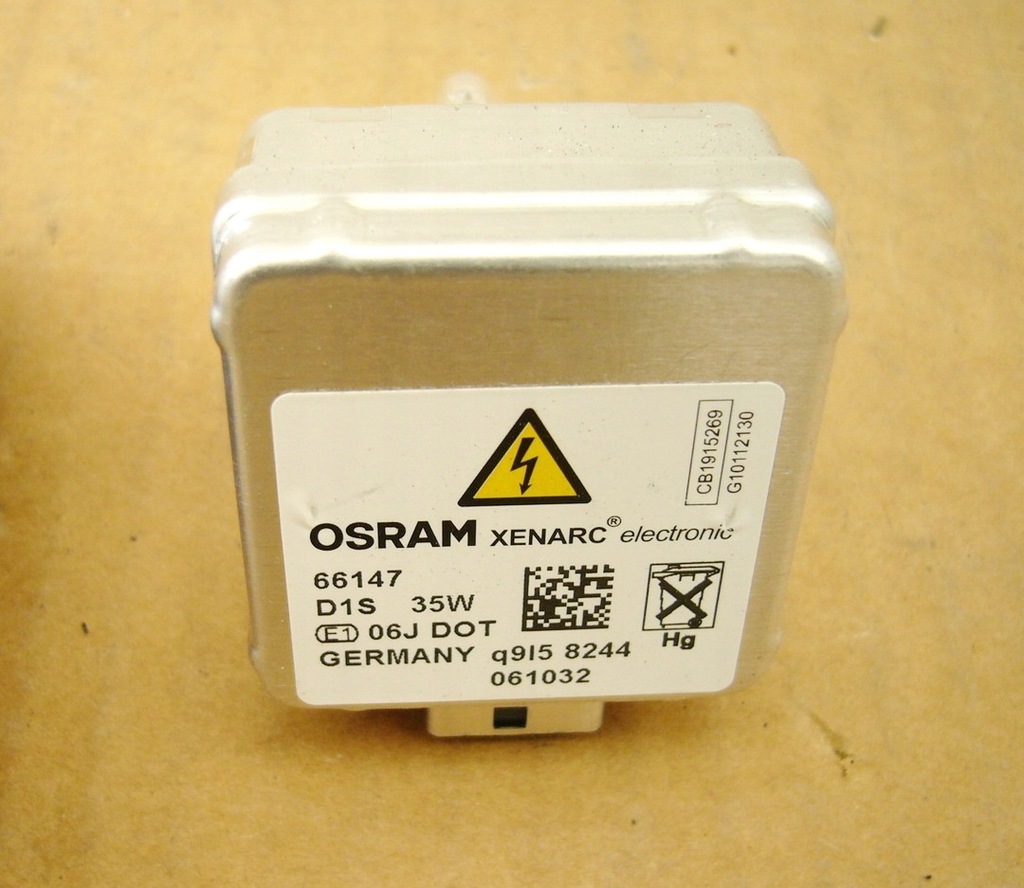 CB1915269
G10112130
OSRAM XENARC® electronic
66147
D1S 35W
E1 06J DOT
Hg
GERMANY q9I5 8244
061032